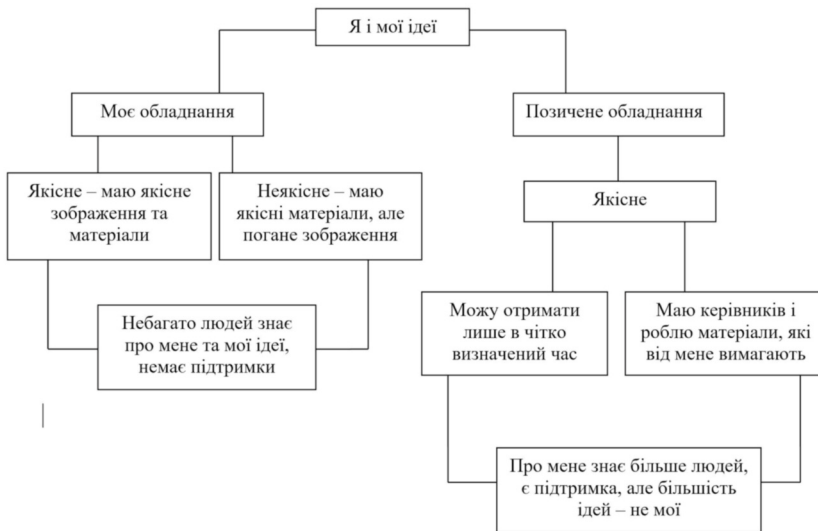 Я і мої ідеї
Моє обладнання
Позичене обладнання
Якісне – маю якісне
зображення та
матеріали
Неякісне – маю
якісні матеріали, але
погане зображення
Якісне
Небагато людей знає
про мене та мої ідеї,
немає підтримки
Можу отримати
лише в чітко
визначений час
Маю керівників і
роблю матеріали, які
від мене вимагають
Про мене знає більше людей,
є підтримка, але більшість
ідей – не мої